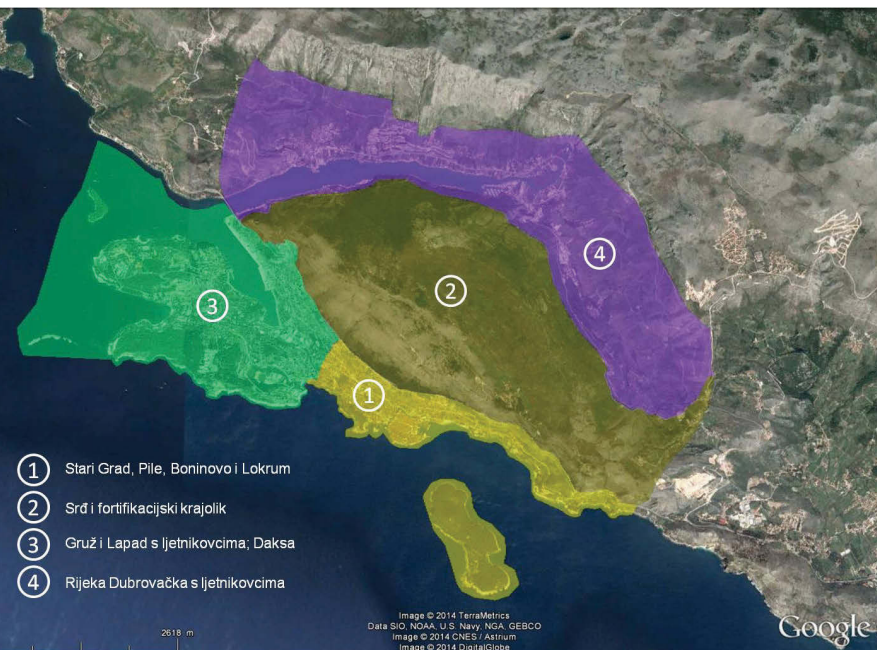 4
2
3
1
1 Stari Grad, Pile, Boninovo i Lokrum
2 Srđ i fortifikacijski krajolik
3 Gruž i Lapad s ljetnikovcima; Daksa
4 Rijeka Dubrovačka s ljetnikovcima
2618 m
Image © 2014 TerraMetrics
Data SIO, NOAA, U.S. Navy, NGA, GEBCO
Image © 2014 CNES / Astrium
Image © 2014 DigitalGlobe
Google